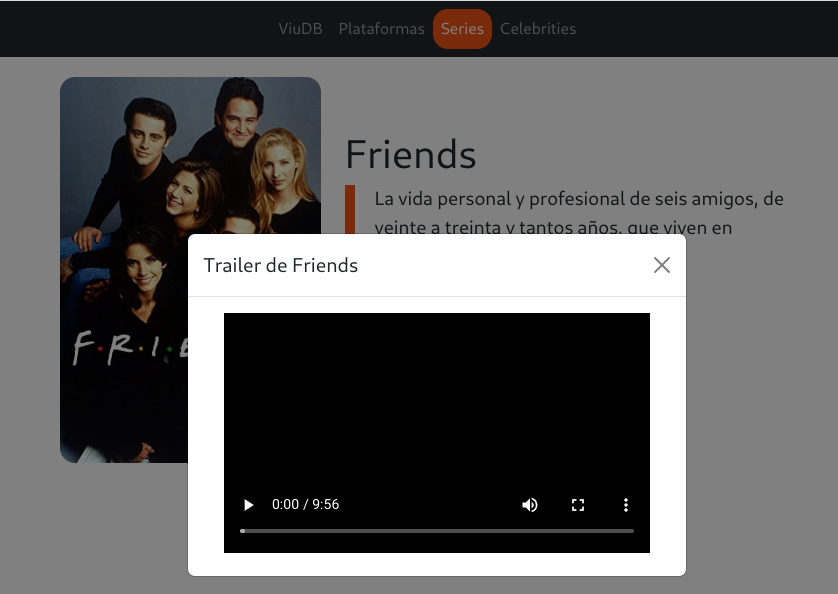 ViuDB Plataformas Series Celebrities
Friends
La vida personal y profesional de seis amigos, de
veinte a treinta y tantos años, que viven en
F·R·I·E
Trailer de Friends
0:00 / 9:56